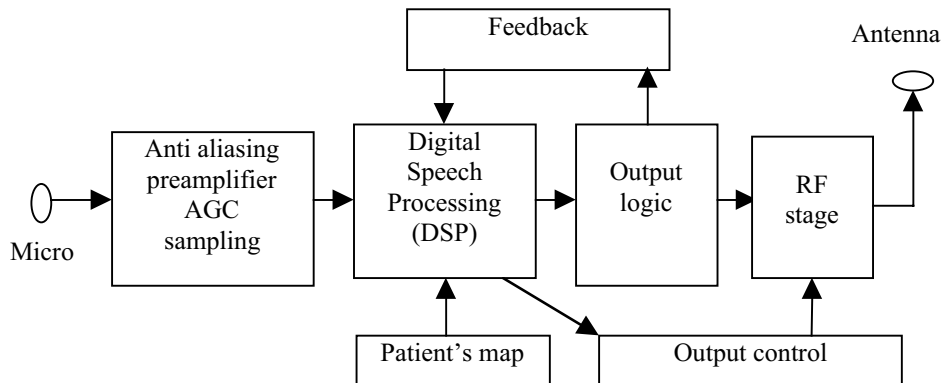 Feedback
Antenna
Anti aliasing
preamplifier
AGC
sampling
Digital
Speech
Processing
(DSP)
Output
logic
RF
stage
Micro
Patient's map
Output control